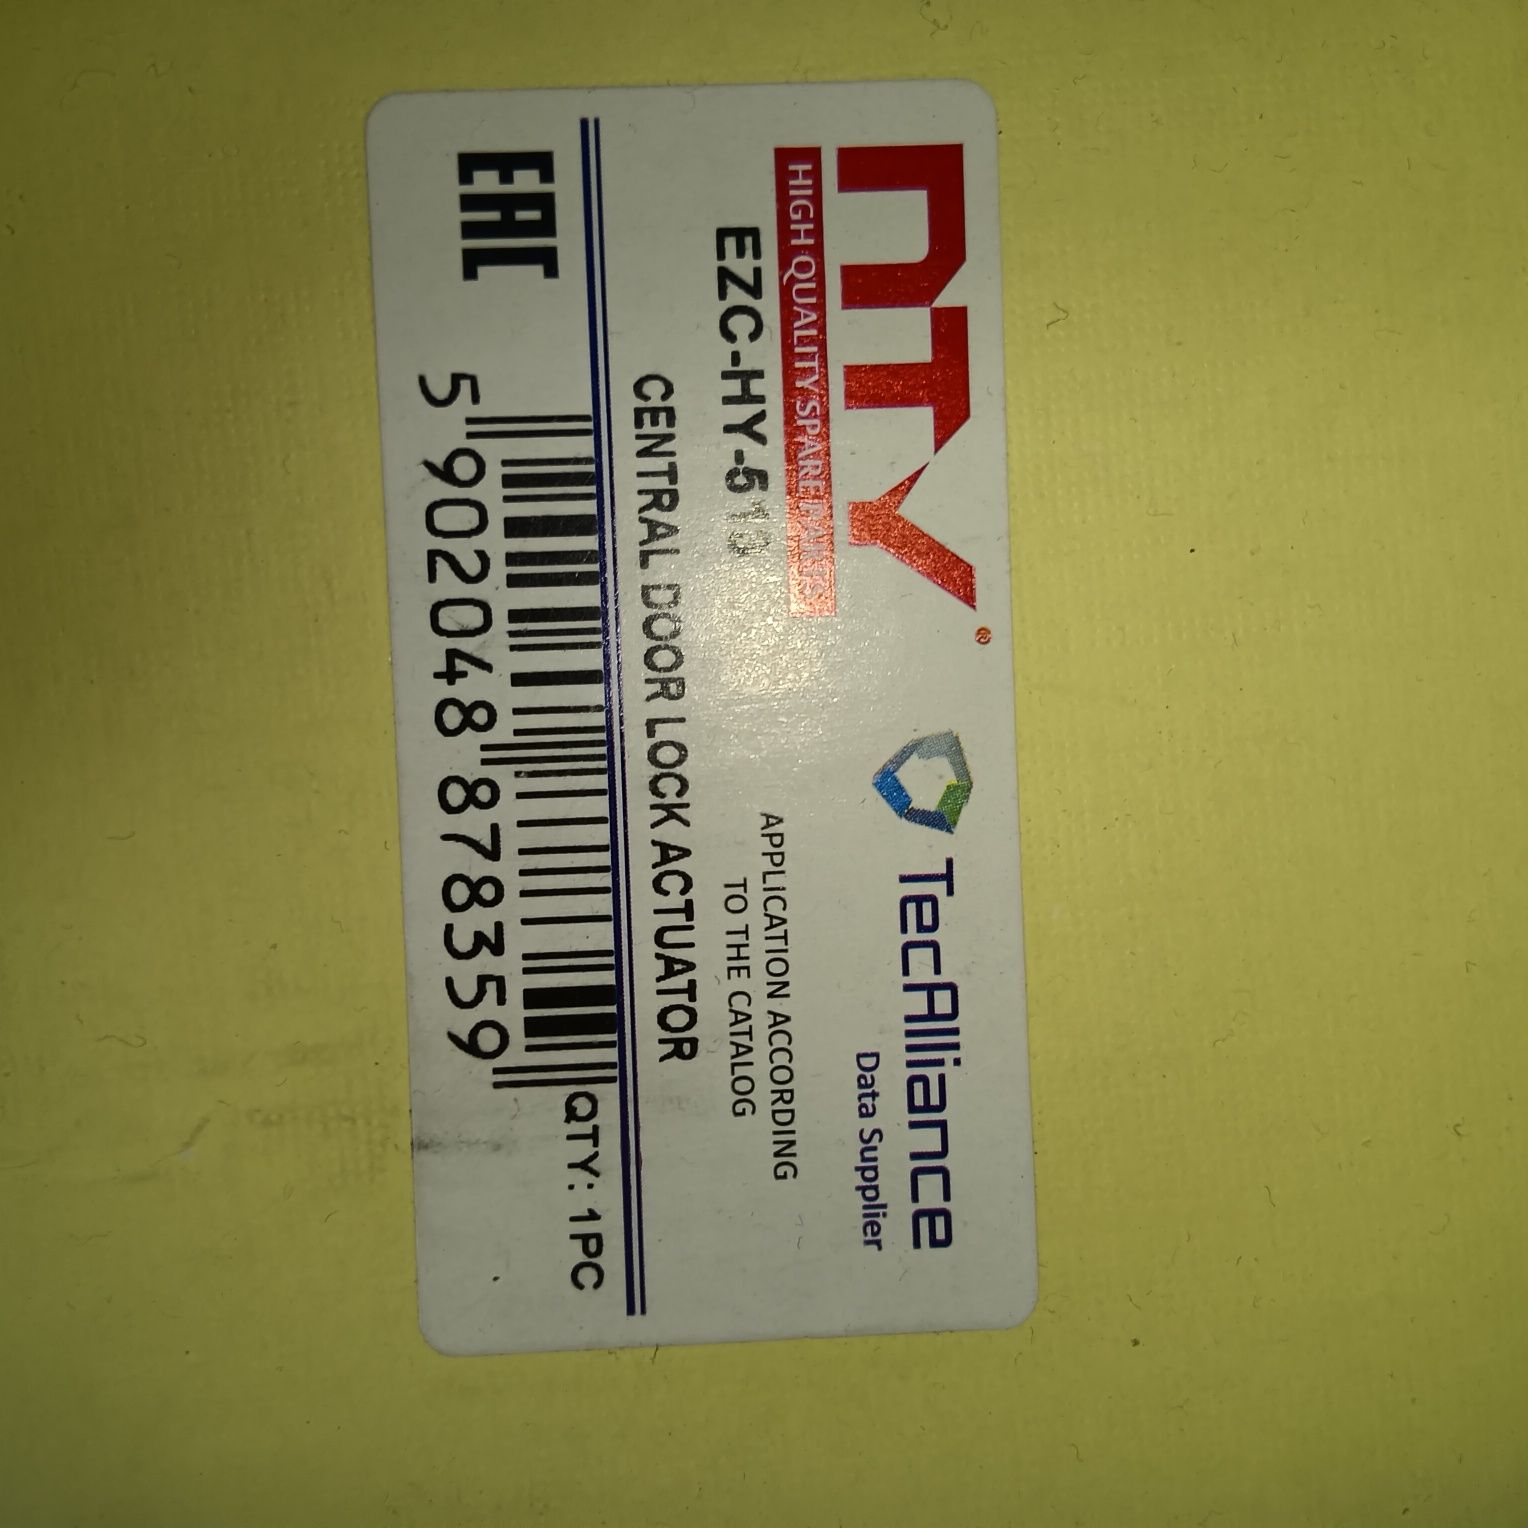 NTY®
HIGH QUALITY SPARE PARTS
TecAlliance
Data Supplier
EZC-HY-513
APPLICATION ACCORDING
TO THE CATALOG
CENTRAL DOOR LOCK ACTUATOR
EAC
5 902048 878359
QTY: 1PC